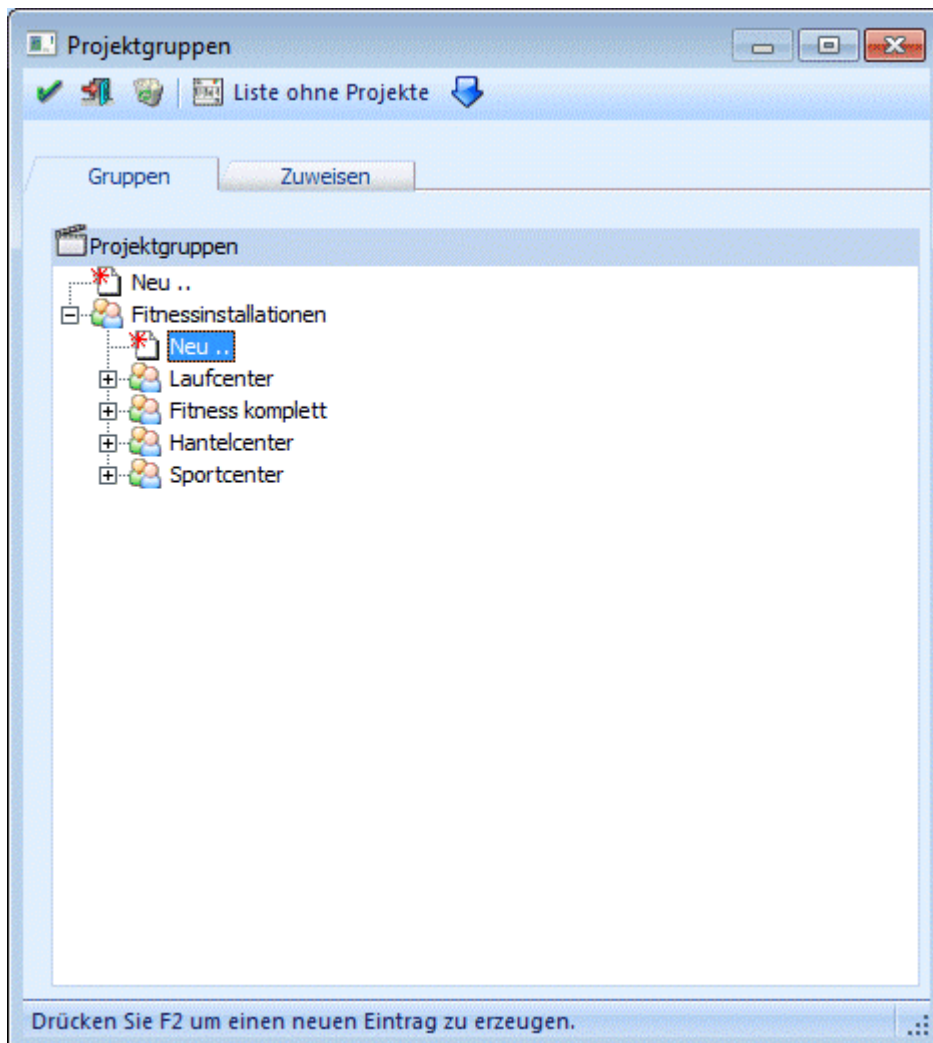 Projektgruppen
Liste ohne Projekte
Gruppen Zuweisen
Projektgruppen
Neu ..
Fitnessinstallationen
Neu ..
Laufcenter
Fitness komplett
Hantelcenter
Sportcenter
Drücken Sie F2 um einen neuen Eintrag zu erzeugen.